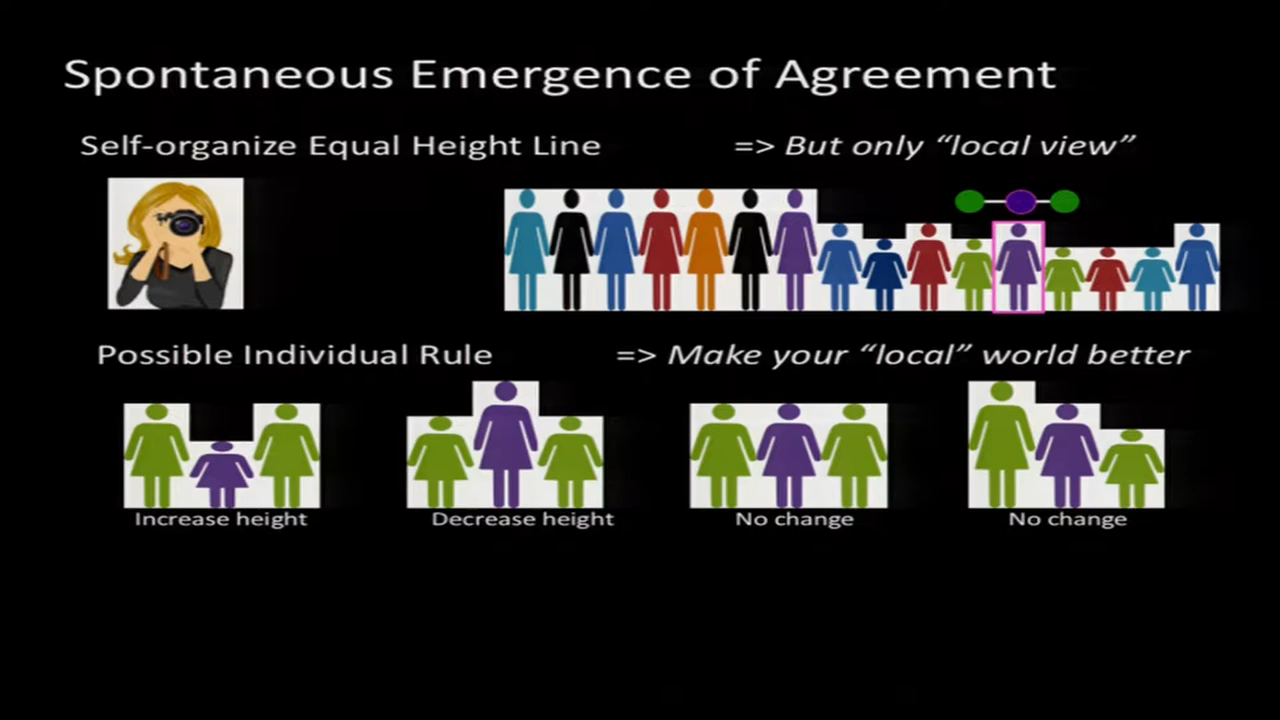 Spontaneous Emergence of Agreement
Self-organize Equal Height Line => But only “local view”
Possible Individual Rule => Make your “local” world better
Increase height Decrease height No change No change